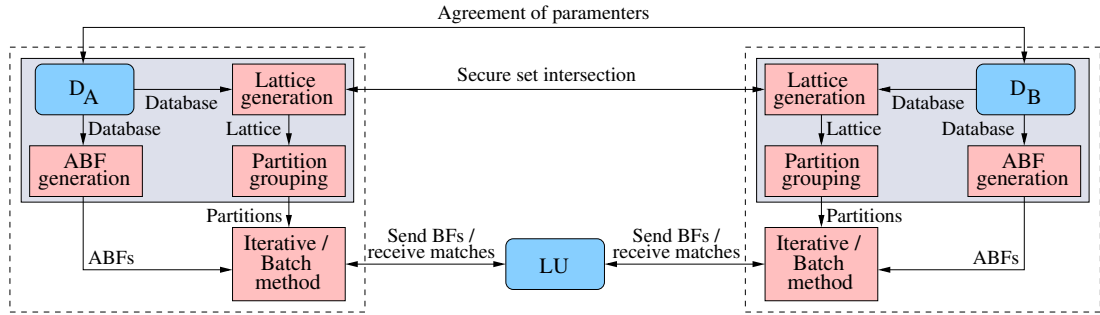 Agreement of paramenters
D_A
Database
Lattice
generation
Secure set intersection
Lattice
generation
Database
D_B
Database
Lattice
Lattice
Database
ABF
generation
Partition
grouping
Partition
grouping
ABF
generation
Partitions
Partitions
ABFs
Iterative /
Batch
method
Send BFs /
receive matches
LU
Send BFs /
receive matches
Iterative /
Batch
method
ABFs